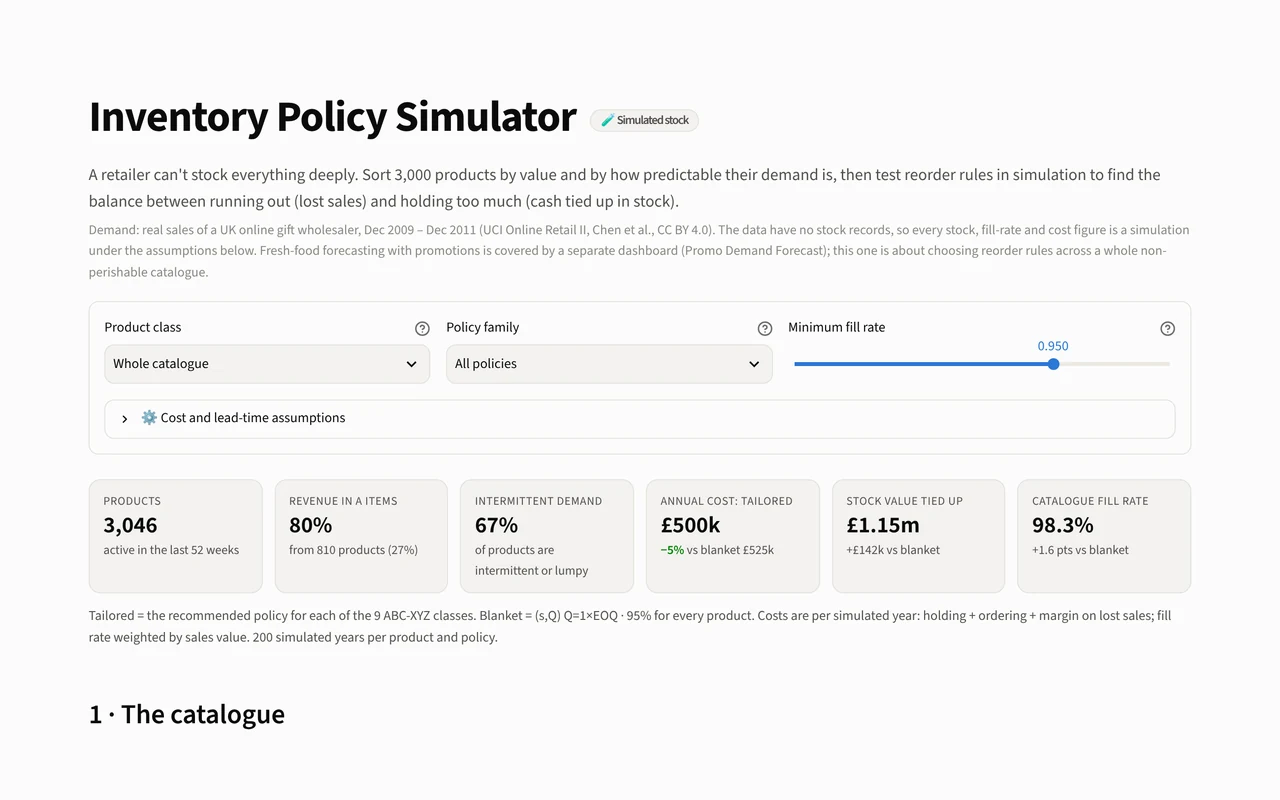 Inventory Policy Simulator
🧪 Simulated stock
A retailer can't stock everything deeply. Sort 3,000 products by value and by how predictable their demand is, then test reorder rules in simulation to find the
balance between running out (lost sales) and holding too much (cash tied up in stock).
Demand: real sales of a UK online gift wholesaler, Dec 2009 – Dec 2011 (UCI Online Retail II, Chen et al., CC BY 4.0). The data have no stock records, so every stock, fill-rate and cost figure is a simulation
under the assumptions below. Fresh-food forecasting with promotions is covered by a separate dashboard (Promo Demand Forecast); this one is about choosing reorder rules across a whole non-
perishable catalogue.
Product class
Whole catalogue
Policy family
All policies
Minimum fill rate
0.950
⚙️ Cost and lead-time assumptions
PRODUCTS
3,046
active in the last 52 weeks
REVENUE IN A ITEMS
80%
from 810 products (27%)
INTERMITTENT DEMAND
67%
of products are
intermittent or lumpy
ANNUAL COST: TAILORED
£500k
−5% vs blanket £525k
STOCK VALUE TIED UP
£1.15m
+£142k vs blanket
CATALOGUE FILL RATE
98.3%
+1.6 pts vs blanket
Tailored = the recommended policy for each of the 9 ABC-XYZ classes. Blanket = (s,Q) Q=1×EOQ · 95% for every product. Costs are per simulated year: holding + ordering + margin on lost sales; fill
rate weighted by sales value. 200 simulated years per product and policy.
1 · The catalogue